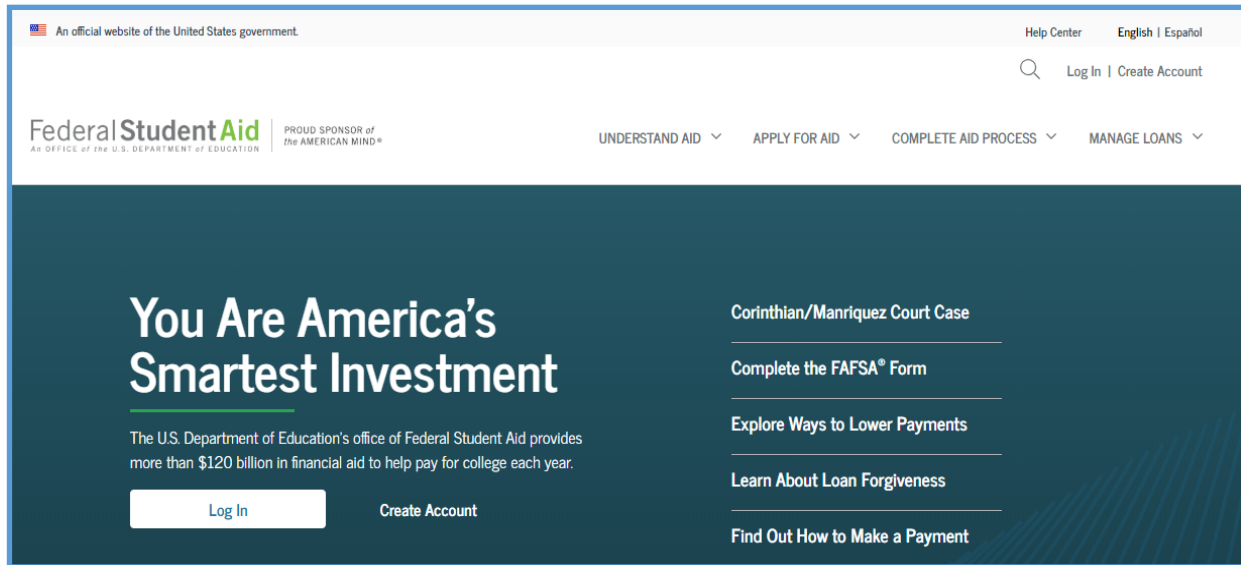 An official website of the United States government.
Help Center English | Español
Log In | Create Account
Federal Student Aid
An OFFICE of the U.S. DEPARTMENT of EDUCATION
PROUD SPONSOR of
the AMERICAN MIND®
UNDERSTAND AID APPLY FOR AID COMPLETE AID PROCESS MANAGE LOANS
You Are America's
Smartest Investment
The U.S. Department of Education's office of Federal Student Aid provides
more than $120 billion in financial aid to help pay for college each year.
Log In Create Account
Corinthian/Manriquez Court Case
Complete the FAFSA® Form
Explore Ways to Lower Payments
Learn About Loan Forgiveness
Find Out How to Make a Payment